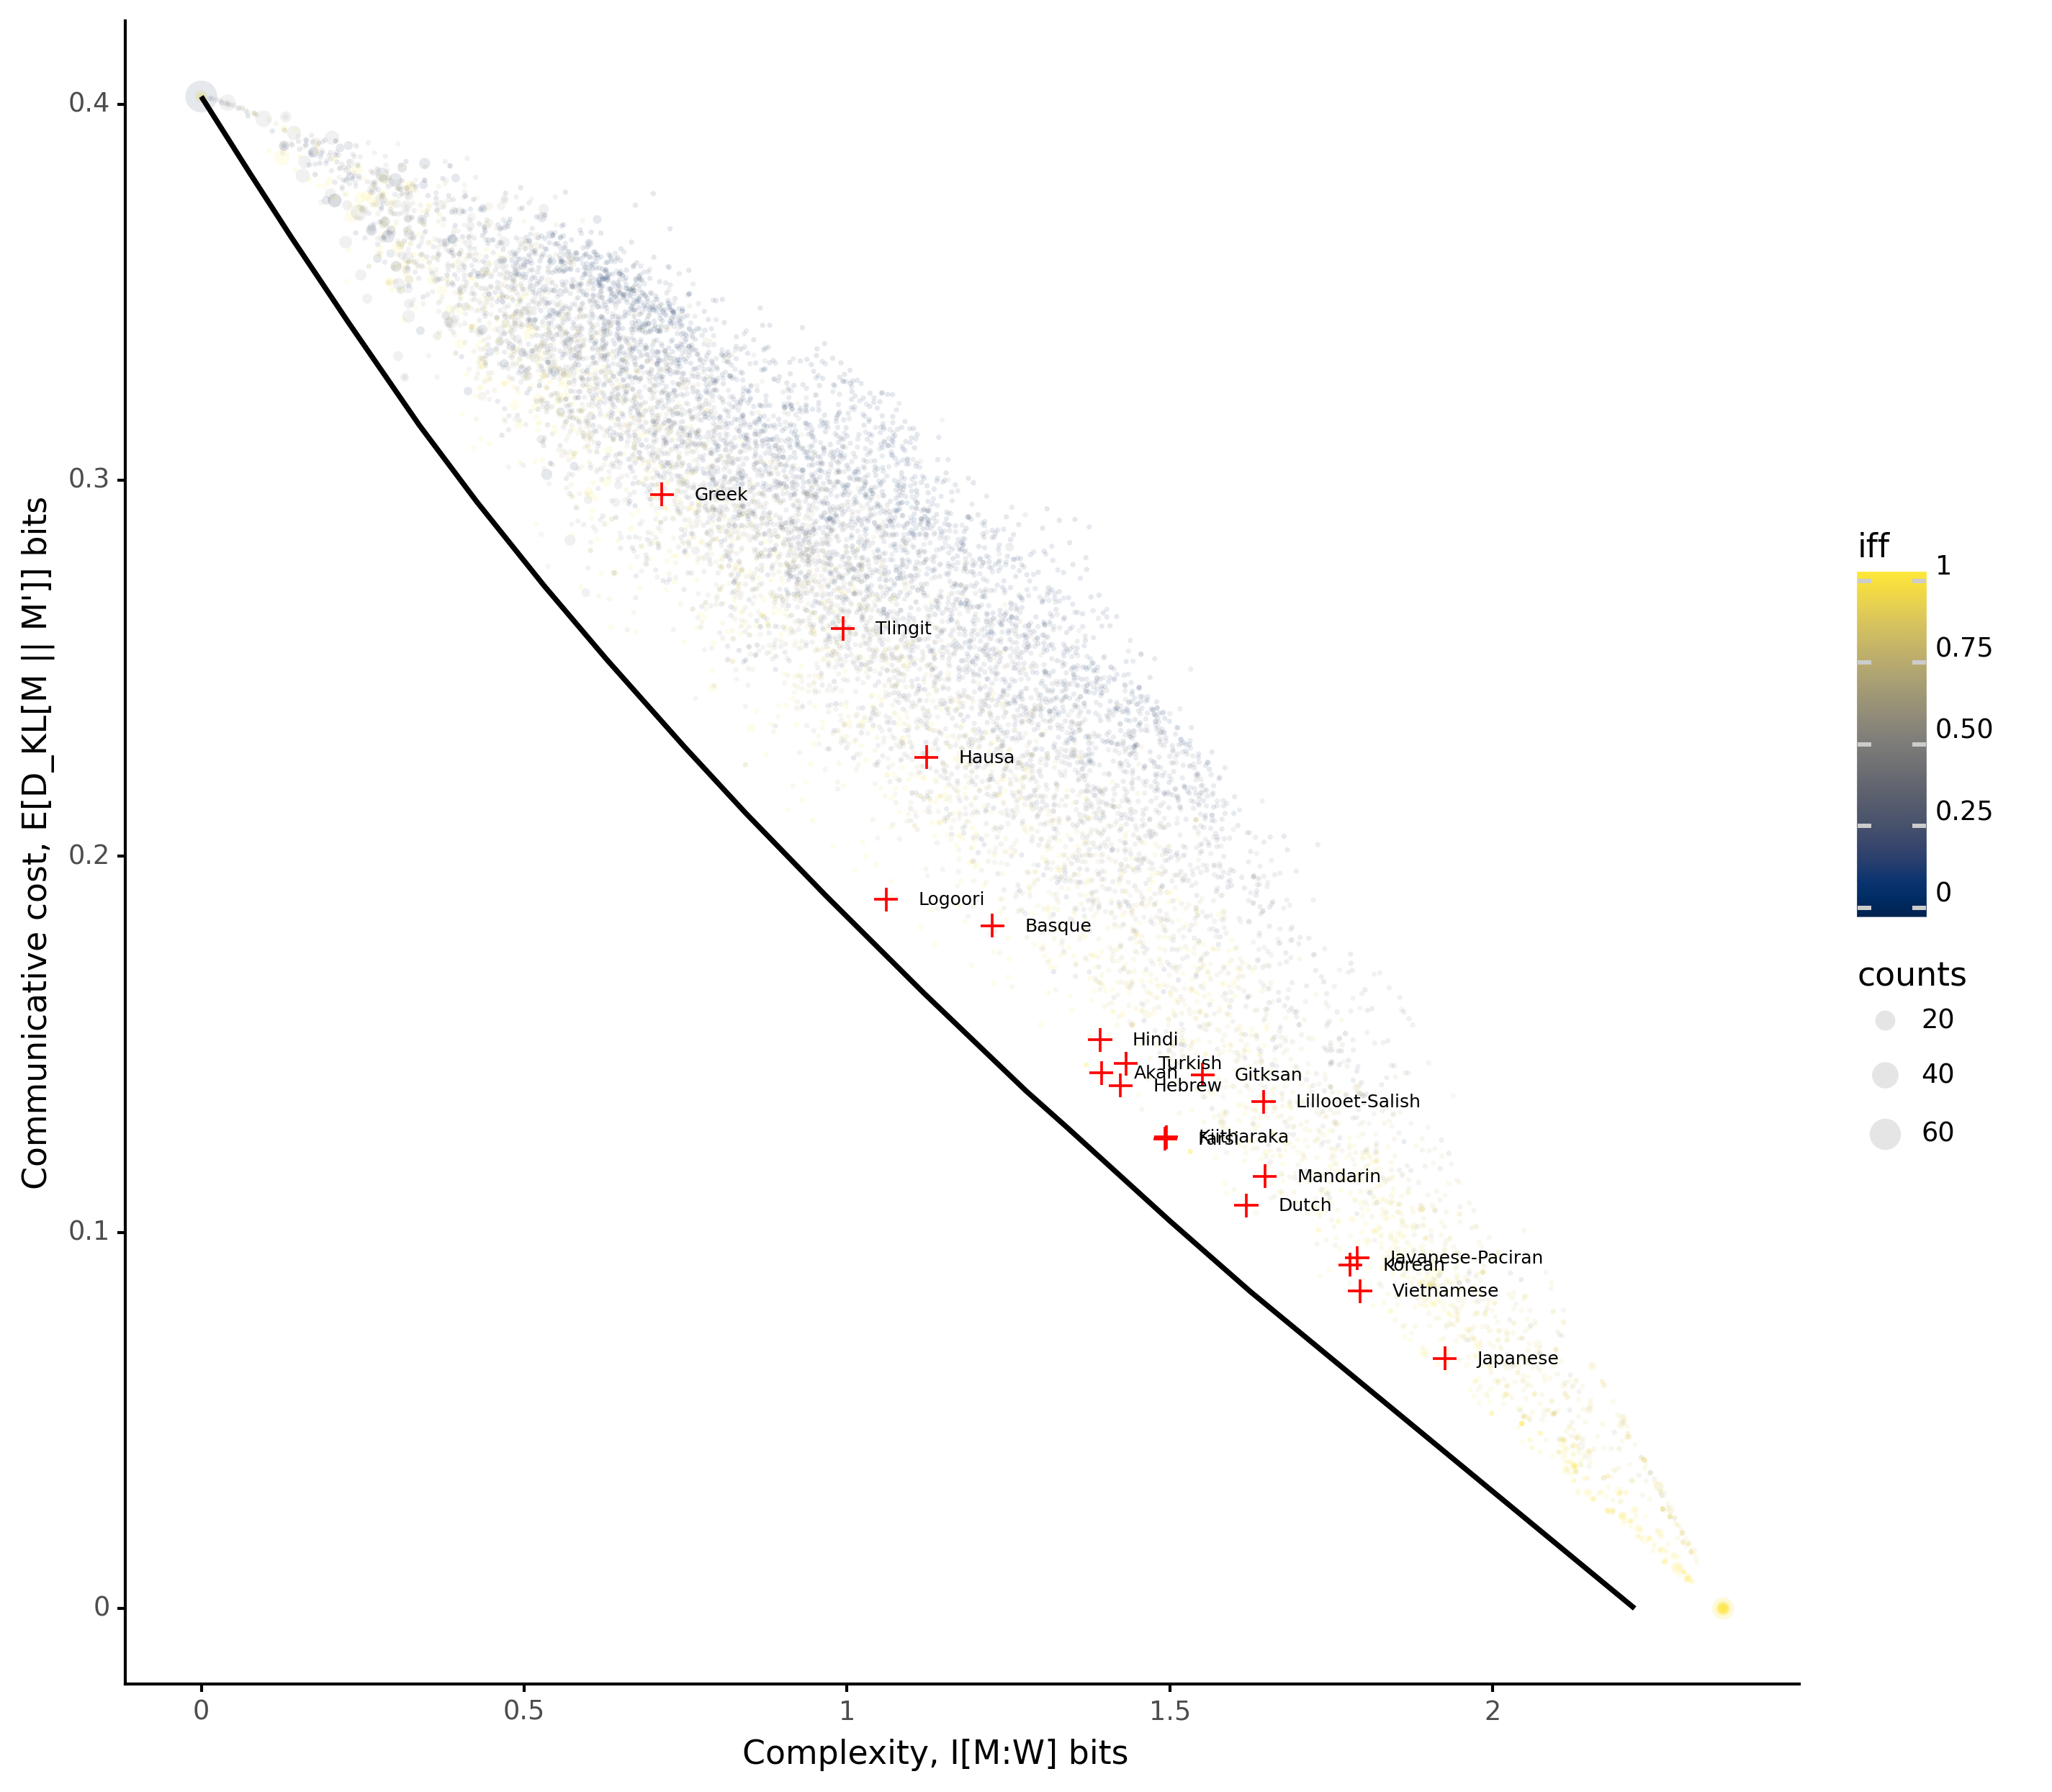 Communicative cost, E[D_KL[M || M']] bits
0.4
0.3
0.2
0.1
0
Greek
Tlingit
Hausa
Logoori
Basque
Hindi
Turkish
Akan
Gitksan
Hebrew
Lillooet-Salish
Kiitharaka
Farsi
Mandarin
Dutch
Javanese-Paciran
Korean
Vietnamese
Japanese
0 0.5 1 1.5 2
Complexity, I[M:W] bits
iff
1
0.75
0.50
0.25
0
counts
20
40
60